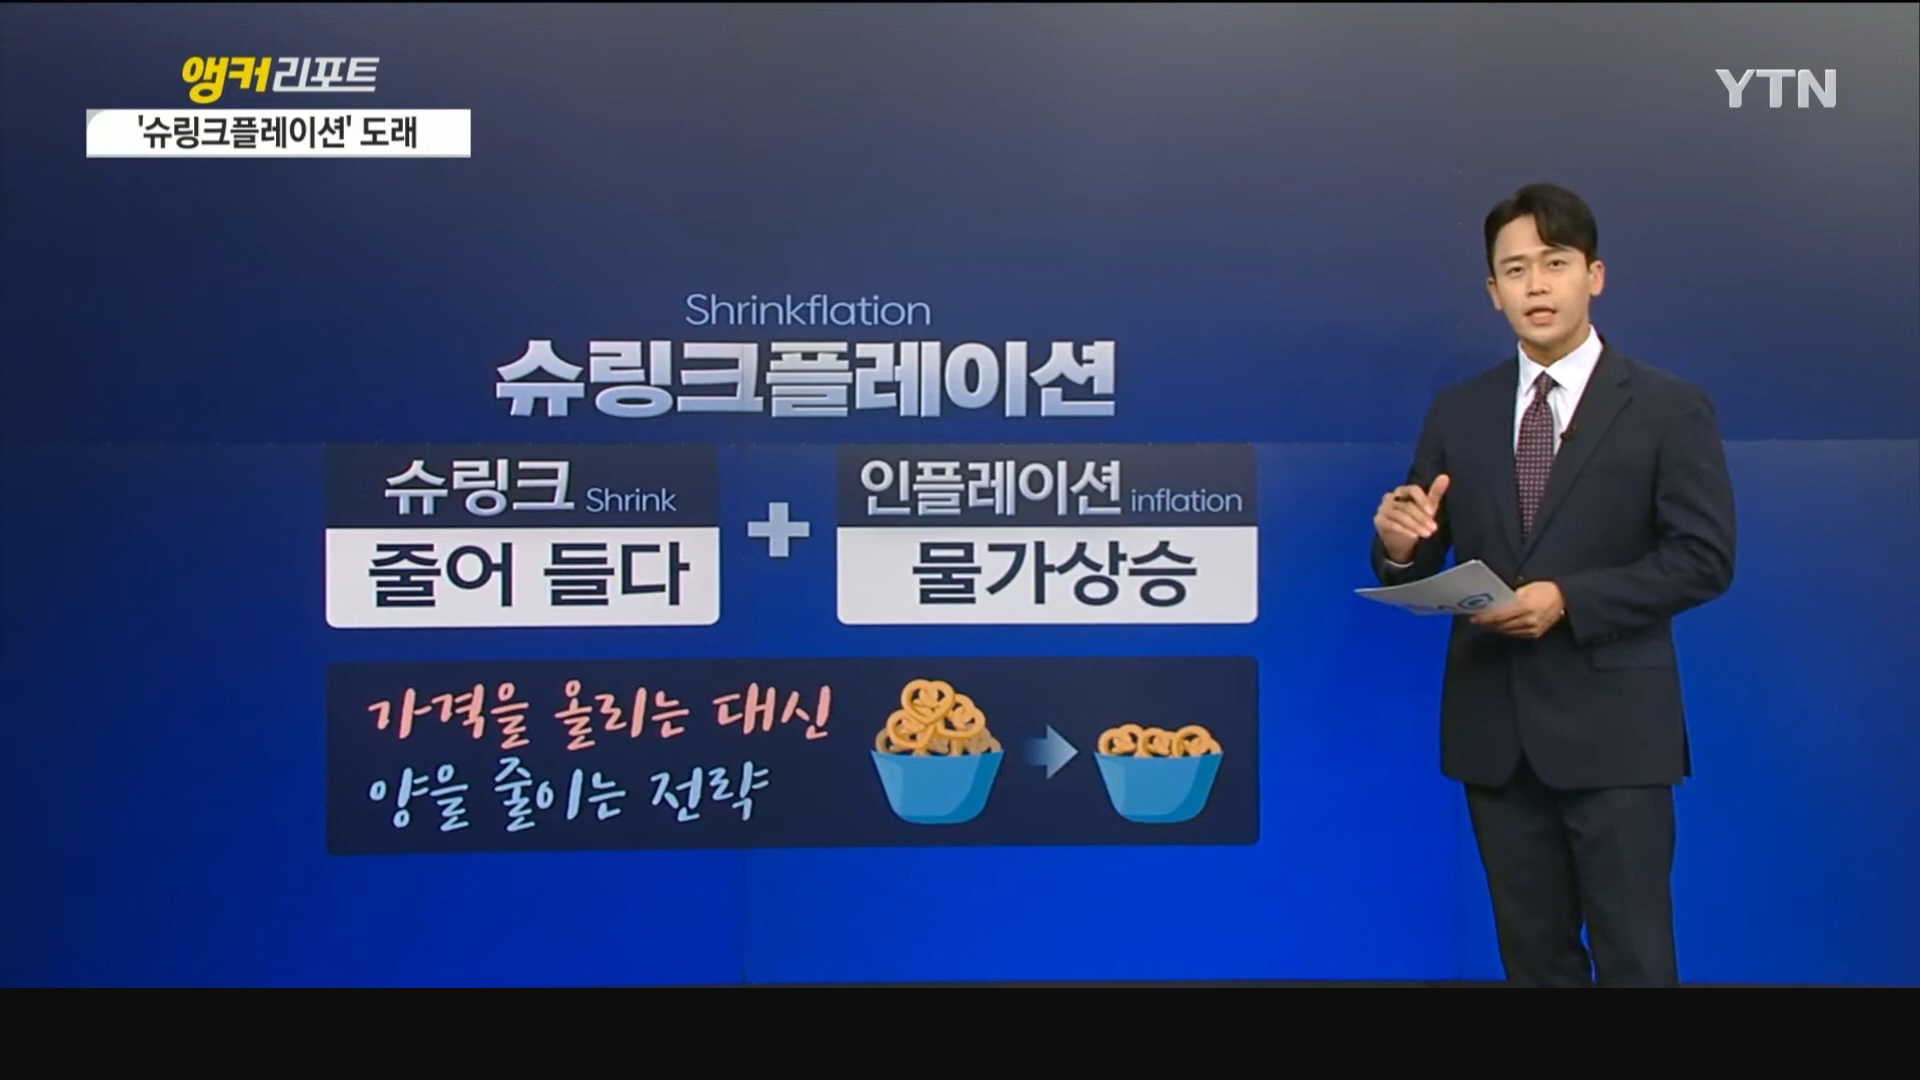 앵커리포트
YTN
'슈링크플레이션' 도래
Shrinkflation
슈링크플레이션
슈링크 Shrink
줄어 들다
+
인플레이션 inflation
물가상승
가격을 올리는 대신
양을 줄이는 전략